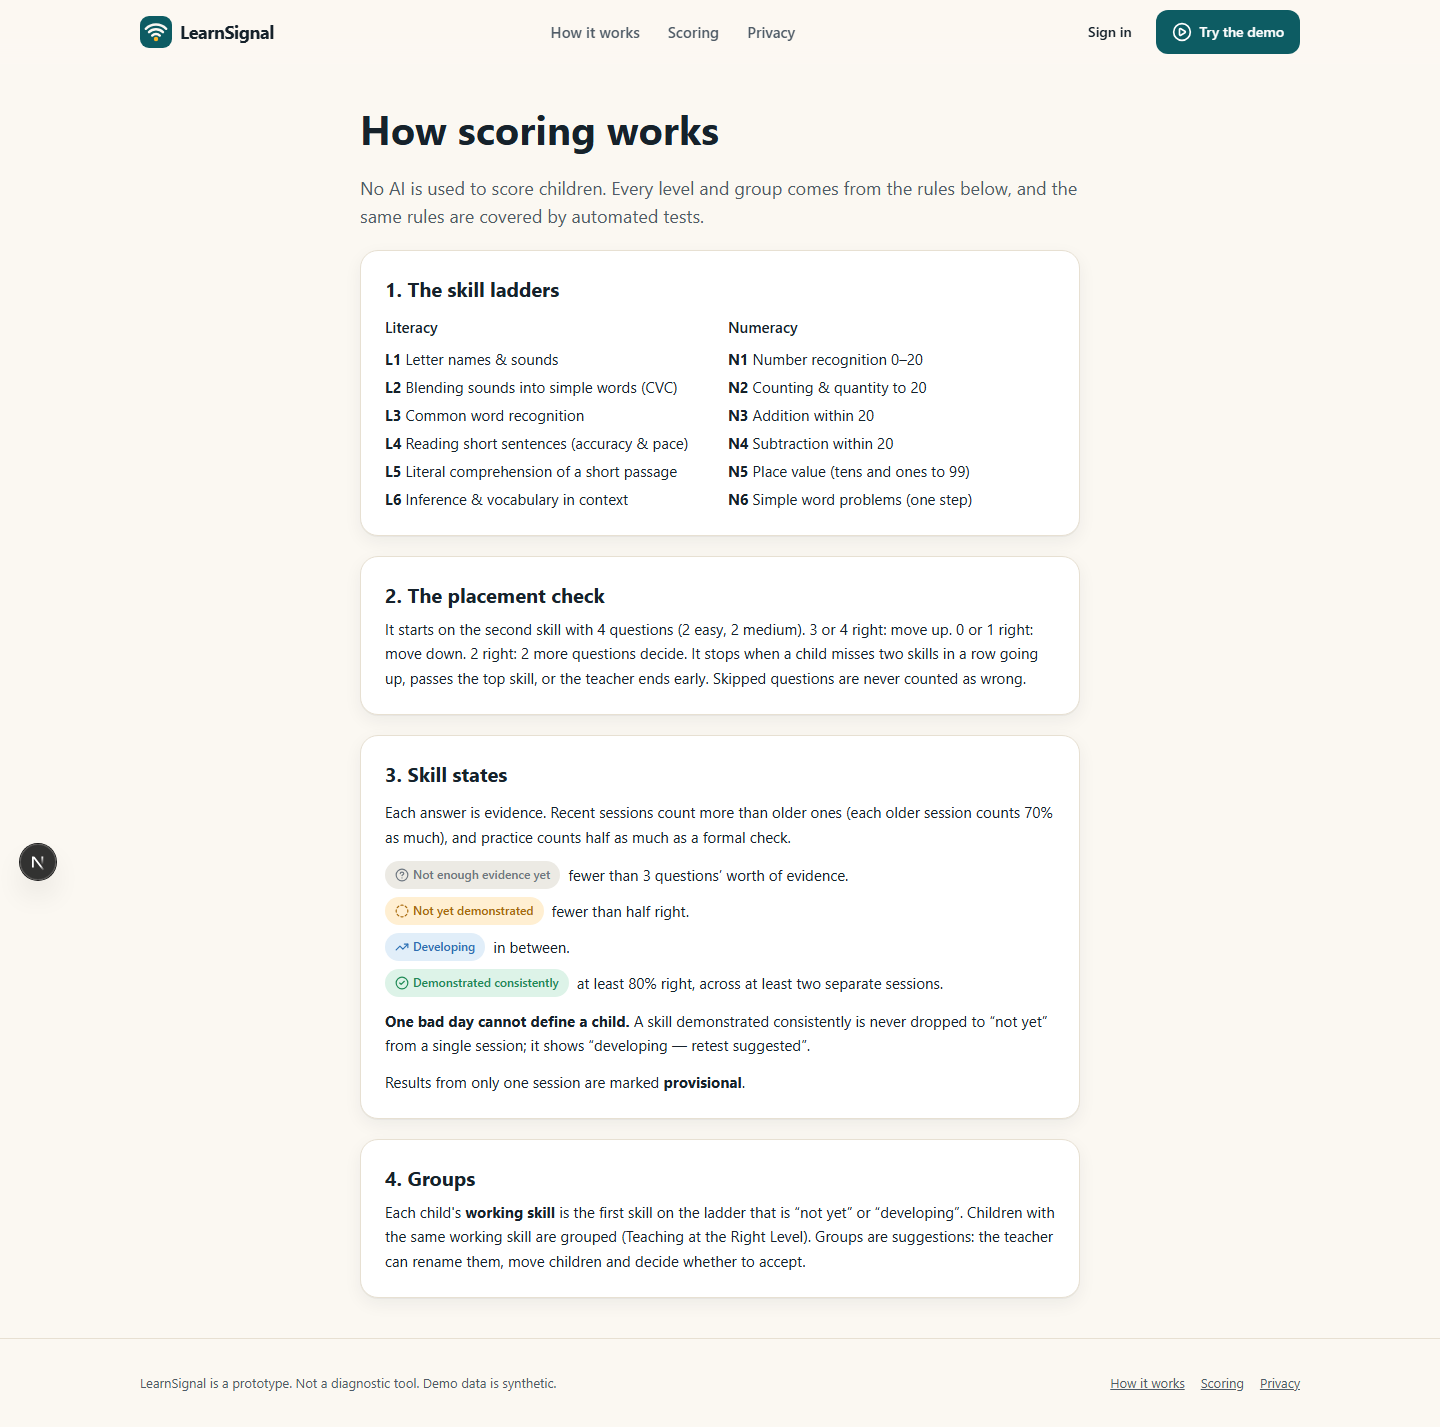 LearnSignal
How it works
Scoring
Privacy
Sign in
Try the demo
How scoring works
No AI is used to score children. Every level and group comes from the rules below, and the
same rules are covered by automated tests.
1. The skill ladders
Literacy
L1 Letter names & sounds
L2 Blending sounds into simple words (CVC)
L3 Common word recognition
L4 Reading short sentences (accuracy & pace)
L5 Literal comprehension of a short passage
L6 Inference & vocabulary in context
Numeracy
N1 Number recognition 0–20
N2 Counting & quantity to 20
N3 Addition within 20
N4 Subtraction within 20
N5 Place value (tens and ones to 99)
N6 Simple word problems (one step)
2. The placement check
It starts on the second skill with 4 questions (2 easy, 2 medium). 3 or 4 right: move up. 0 or 1 right:
move down. 2 right: 2 more questions decide. It stops when a child misses two skills in a row going
up, passes the top skill, or the teacher ends early. Skipped questions are never counted as wrong.
3. Skill states
Each answer is evidence. Recent sessions count more than older ones (each older session counts 70%
as much), and practice counts half as much as a formal check.
Not enough evidence yet fewer than 3 questions’ worth of evidence.
Not yet demonstrated fewer than half right.
Developing in between.
Demonstrated consistently at least 80% right, across at least two separate sessions.
One bad day cannot define a child. A skill demonstrated consistently is never dropped to “not yet”
from a single session; it shows “developing — retest suggested”.
Results from only one session are marked provisional.
4. Groups
Each child's working skill is the first skill on the ladder that is “not yet” or “developing”. Children with
the same working skill are grouped (Teaching at the Right Level). Groups are suggestions: the teacher
can rename them, move children and decide whether to accept.
N
LearnSignal is a prototype. Not a diagnostic tool. Demo data is synthetic.
How it works
Scoring
Privacy